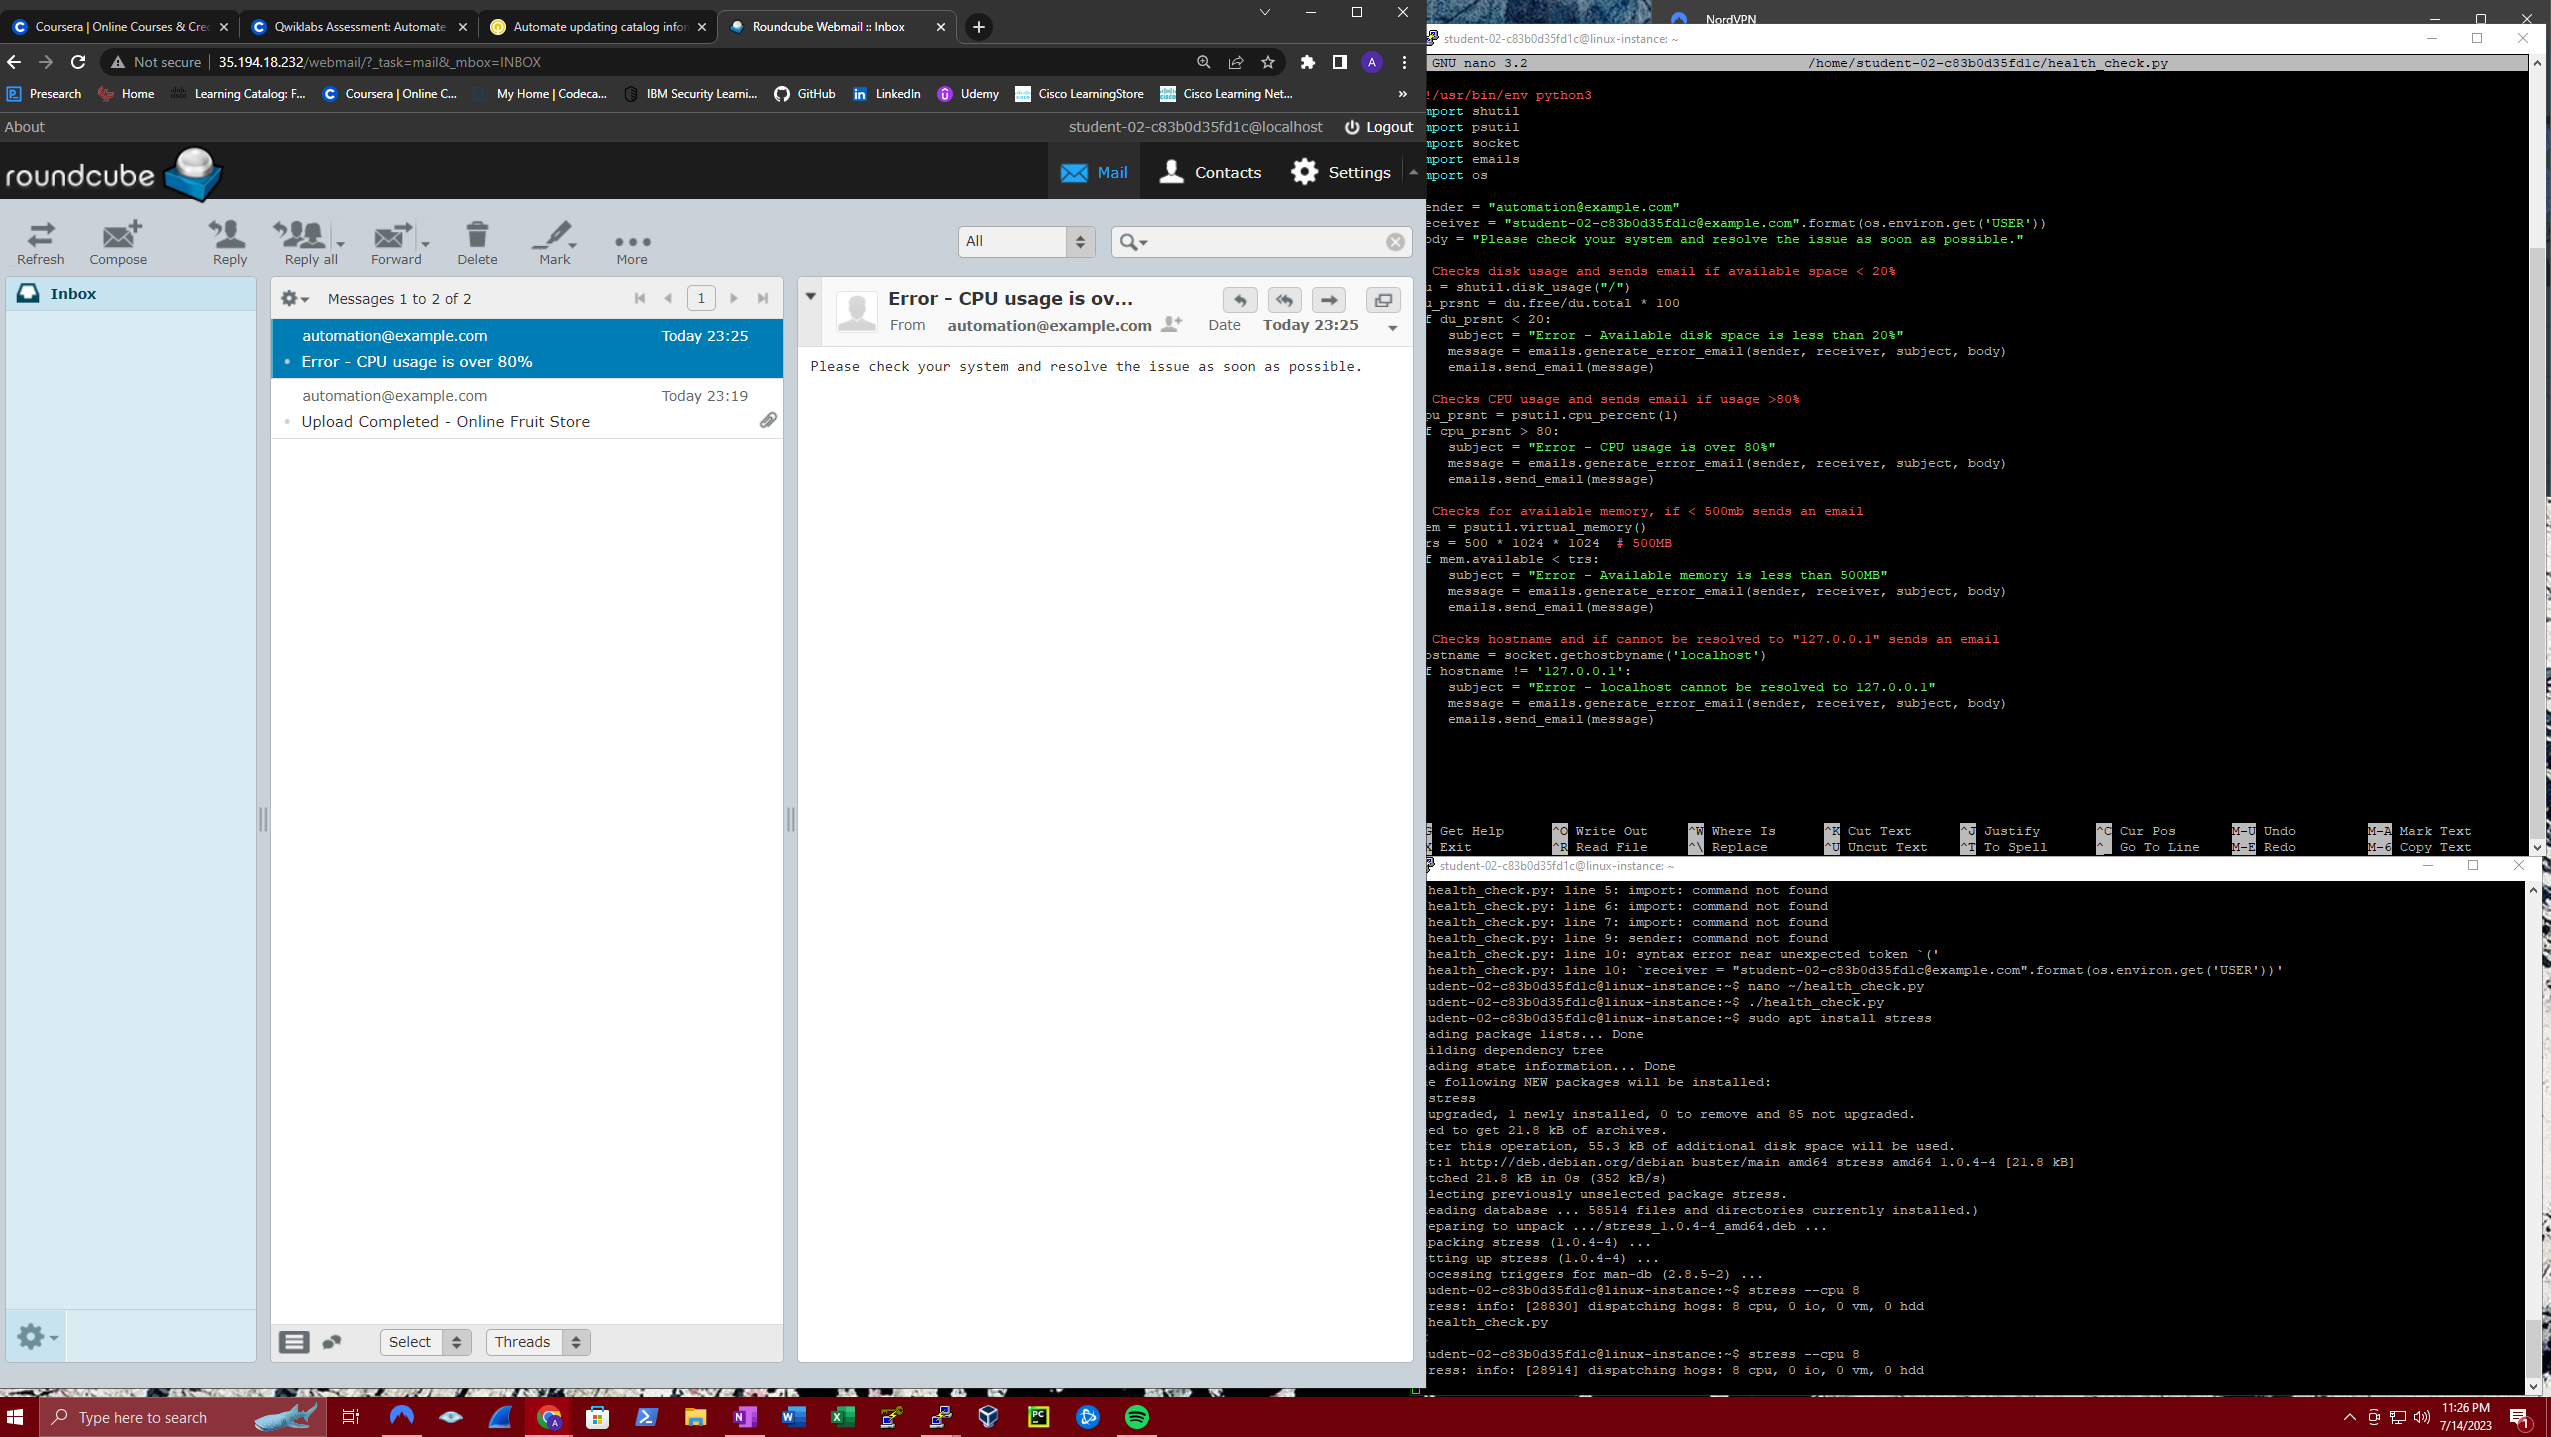 Coursera | Online Courses & Cred
Qwiklabs Assessment: Automate
Automate updating catalog infor
Roundcube Webmail :: Inbox
Not secure
35.194.18.232/webmail/?_task=mail&_mbox=INBOX
A
Presearch
Home
Learning Catalog: F...
Coursera | Online C...
My Home | Codeca...
IBM Security Learni...
GitHub
LinkedIn
Udemy
Cisco LearningStore
Cisco Learning Net...
»
About
student-02-c83b0d35fd1c@localhost
Logout
roundcube
Mail
Contacts
Settings
Refresh
Compose
Reply
Reply all
Forward
Delete
Mark
More
All
Inbox
Messages 1 to 2 of 2
1
automation@example.com
Today 23:25
Error - CPU usage is over 80%
automation@example.com
Today 23:19
Upload Completed - Online Fruit Store
Select
Threads
Error - CPU usage is ov...
From automation@example.com
Date Today 23:25
Please check your system and resolve the issue as soon as possible.
NordVPN
student-02-c83b0d35fd1c@linux-instance: ~
GNU nano 3.2 /home/student-02-c83b0d35fd1c/health_check.py
!/usr/bin/env python3
mport shutil
mport psutil
mport socket
mport emails
mport os
ender = "automation@example.com"
eceiver = "student-02-c83b0d35fd1c@example.com".format(os.environ.get('USER'))
ody = "Please check your system and resolve the issue as soon as possible."
Checks disk usage and sends email if available space < 20%
u = shutil.disk_usage("/")
u_prsnt = du.free/du.total * 100
f du_prsnt < 20:
subject = "Error - Available disk space is less than 20%"
message = emails.generate_error_email(sender, receiver, subject, body)
emails.send_email(message)
Checks CPU usage and sends email if usage >80%
pu_prsnt = psutil.cpu_percent(1)
f cpu_prsnt > 80:
subject = "Error - CPU usage is over 80%"
message = emails.generate_error_email(sender, receiver, subject, body)
emails.send_email(message)
Checks for available memory, if < 500mb sends an email
em = psutil.virtual_memory()
rs = 500 * 1024 * 1024 # 500MB
f mem.available < trs:
subject = "Error - Available memory is less than 500MB"
message = emails.generate_error_email(sender, receiver, subject, body)
emails.send_email(message)
Checks hostname and if cannot be resolved to "127.0.0.1" sends an email
ostname = socket.gethostbyname('localhost')
f hostname != '127.0.0.1':
subject = "Error - localhost cannot be resolved to 127.0.0.1"
message = emails.generate_error_email(sender, receiver, subject, body)
emails.send_email(message)
G Get Help ^O Write Out ^W Where Is ^K Cut Text ^J Justify ^C Cur Pos M-U Undo M-A Mark Text
X Exit ^R Read File ^\ Replace ^U Uncut Text ^T To Spell ^_ Go To Line M-E Redo M-6 Copy Text
student-02-c83b0d35fd1c@linux-instance: ~
health_check.py: line 5: import: command not found
health_check.py: line 6: import: command not found
health_check.py: line 7: import: command not found
health_check.py: line 9: sender: command not found
health_check.py: line 10: syntax error near unexpected token `('
health_check.py: line 10: `receiver = "student-02-c83b0d35fd1c@example.com".format(os.environ.get('USER'))'
udent-02-c83b0d35fd1c@linux-instance:~$ nano ~/health_check.py
udent-02-c83b0d35fd1c@linux-instance:~$ ./health_check.py
udent-02-c83b0d35fd1c@linux-instance:~$ sudo apt install stress
ading package lists... Done
ilding dependency tree
ading state information... Done
e following NEW packages will be installed:
stress
upgraded, 1 newly installed, 0 to remove and 85 not upgraded.
ed to get 21.8 kB of archives.
ter this operation, 55.3 kB of additional disk space will be used.
t:1 http://deb.debian.org/debian buster/main amd64 stress amd64 1.0.4-4 [21.8 kB]
tched 21.8 kB in 0s (352 kB/s)
lecting previously unselected package stress.
eading database ... 58514 files and directories currently installed.)
eparing to unpack .../stress_1.0.4-4_amd64.deb ...
packing stress (1.0.4-4) ...
tting up stress (1.0.4-4) ...
ocessing triggers for man-db (2.8.5-2) ...
udent-02-c83b0d35fd1c@linux-instance:~$ stress --cpu 8
ress: info: [28830] dispatching hogs: 8 cpu, 0 io, 0 vm, 0 hdd
health_check.py
udent-02-c83b0d35fd1c@linux-instance:~$ stress --cpu 8
ress: info: [28914] dispatching hogs: 8 cpu, 0 io, 0 vm, 0 hdd
Type here to search
11:26 PM
7/14/2023
1